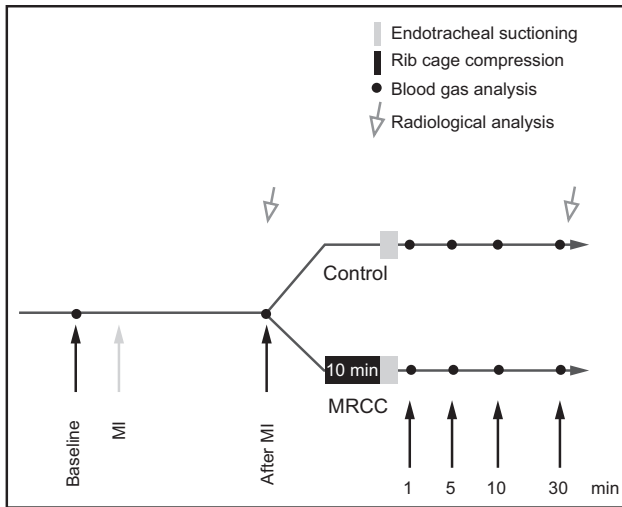 Endotracheal suctioning
Rib cage compression
Blood gas analysis
Radiological analysis
Control
10 min
MRCC
Baseline
MI
After MI
1 5 10 30 min